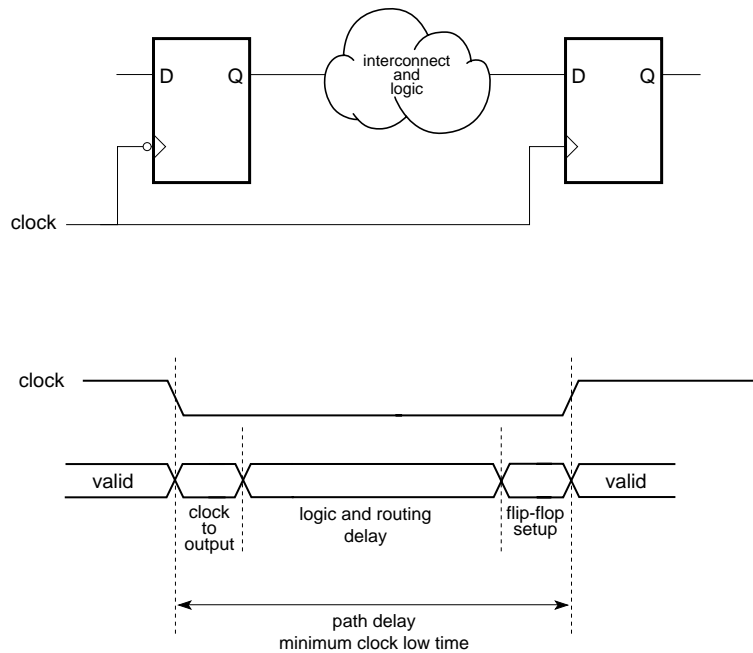 interconnect
and
logic
D Q
D Q
clock
clock
valid
valid
clock
to
output
logic and routing
delay
flip-flop
setup
path delay
minimum clock low time